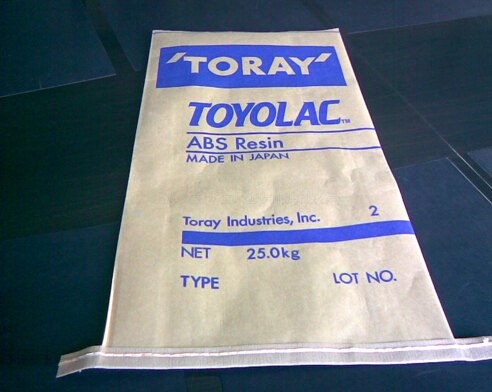 'TORAY'
TOYOLAC™
ABS Resin
MADE IN JAPAN
Toray Industries, Inc. 2
NET 25.0kg
TYPE LOT NO.